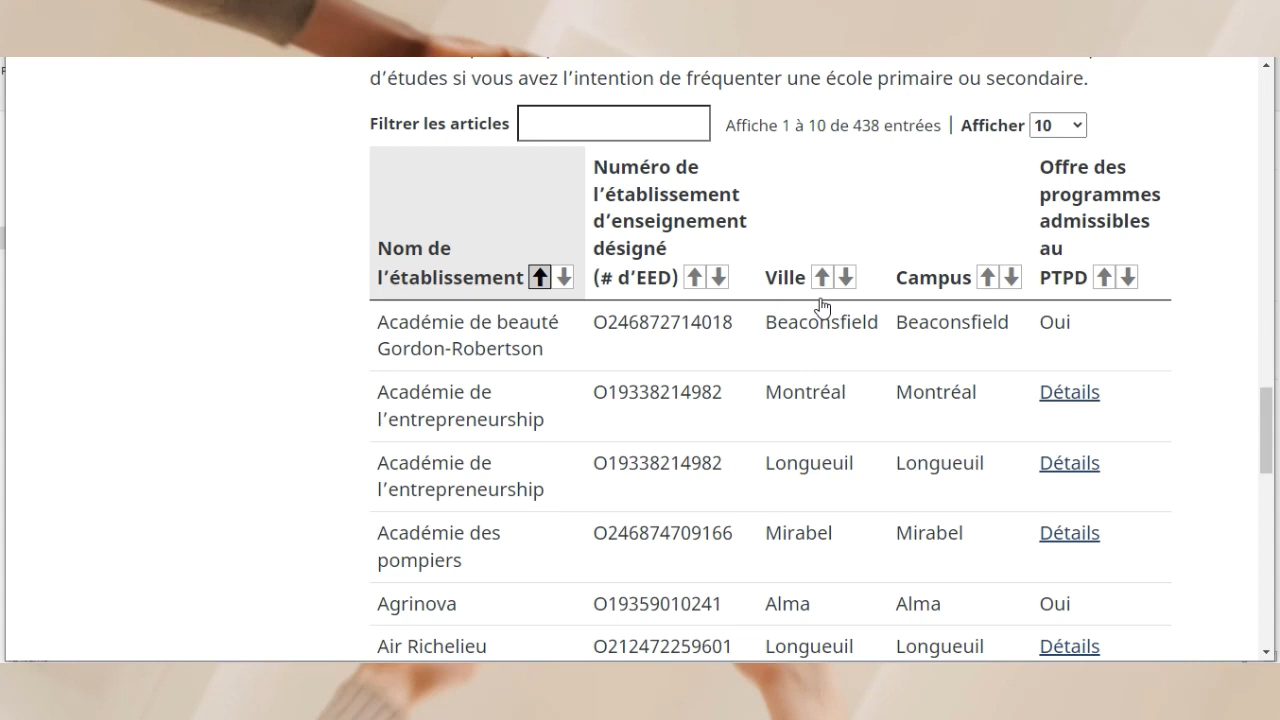 d'études si vous avez l'intention de fréquenter une école primaire ou secondaire.
Filtrer les articles Affiche 1 à 10 de 438 entrées | Afficher 10
Nom de l'établissement
Numéro de l'établissement d'enseignement désigné (# d'EED)
Ville
Campus
Offre des programmes admissibles au PTPD
Académie de beauté Gordon-Robertson O246872714018 Beaconsfield Beaconsfield Oui
Académie de l'entrepreneurship O19338214982 Montréal Montréal Détails
Académie de l'entrepreneurship O19338214982 Longueuil Longueuil Détails
Académie des pompiers O246874709166 Mirabel Mirabel Détails
Agrinova O19359010241 Alma Alma Oui
Air Richelieu O212472259601 Longueuil Longueuil Détails